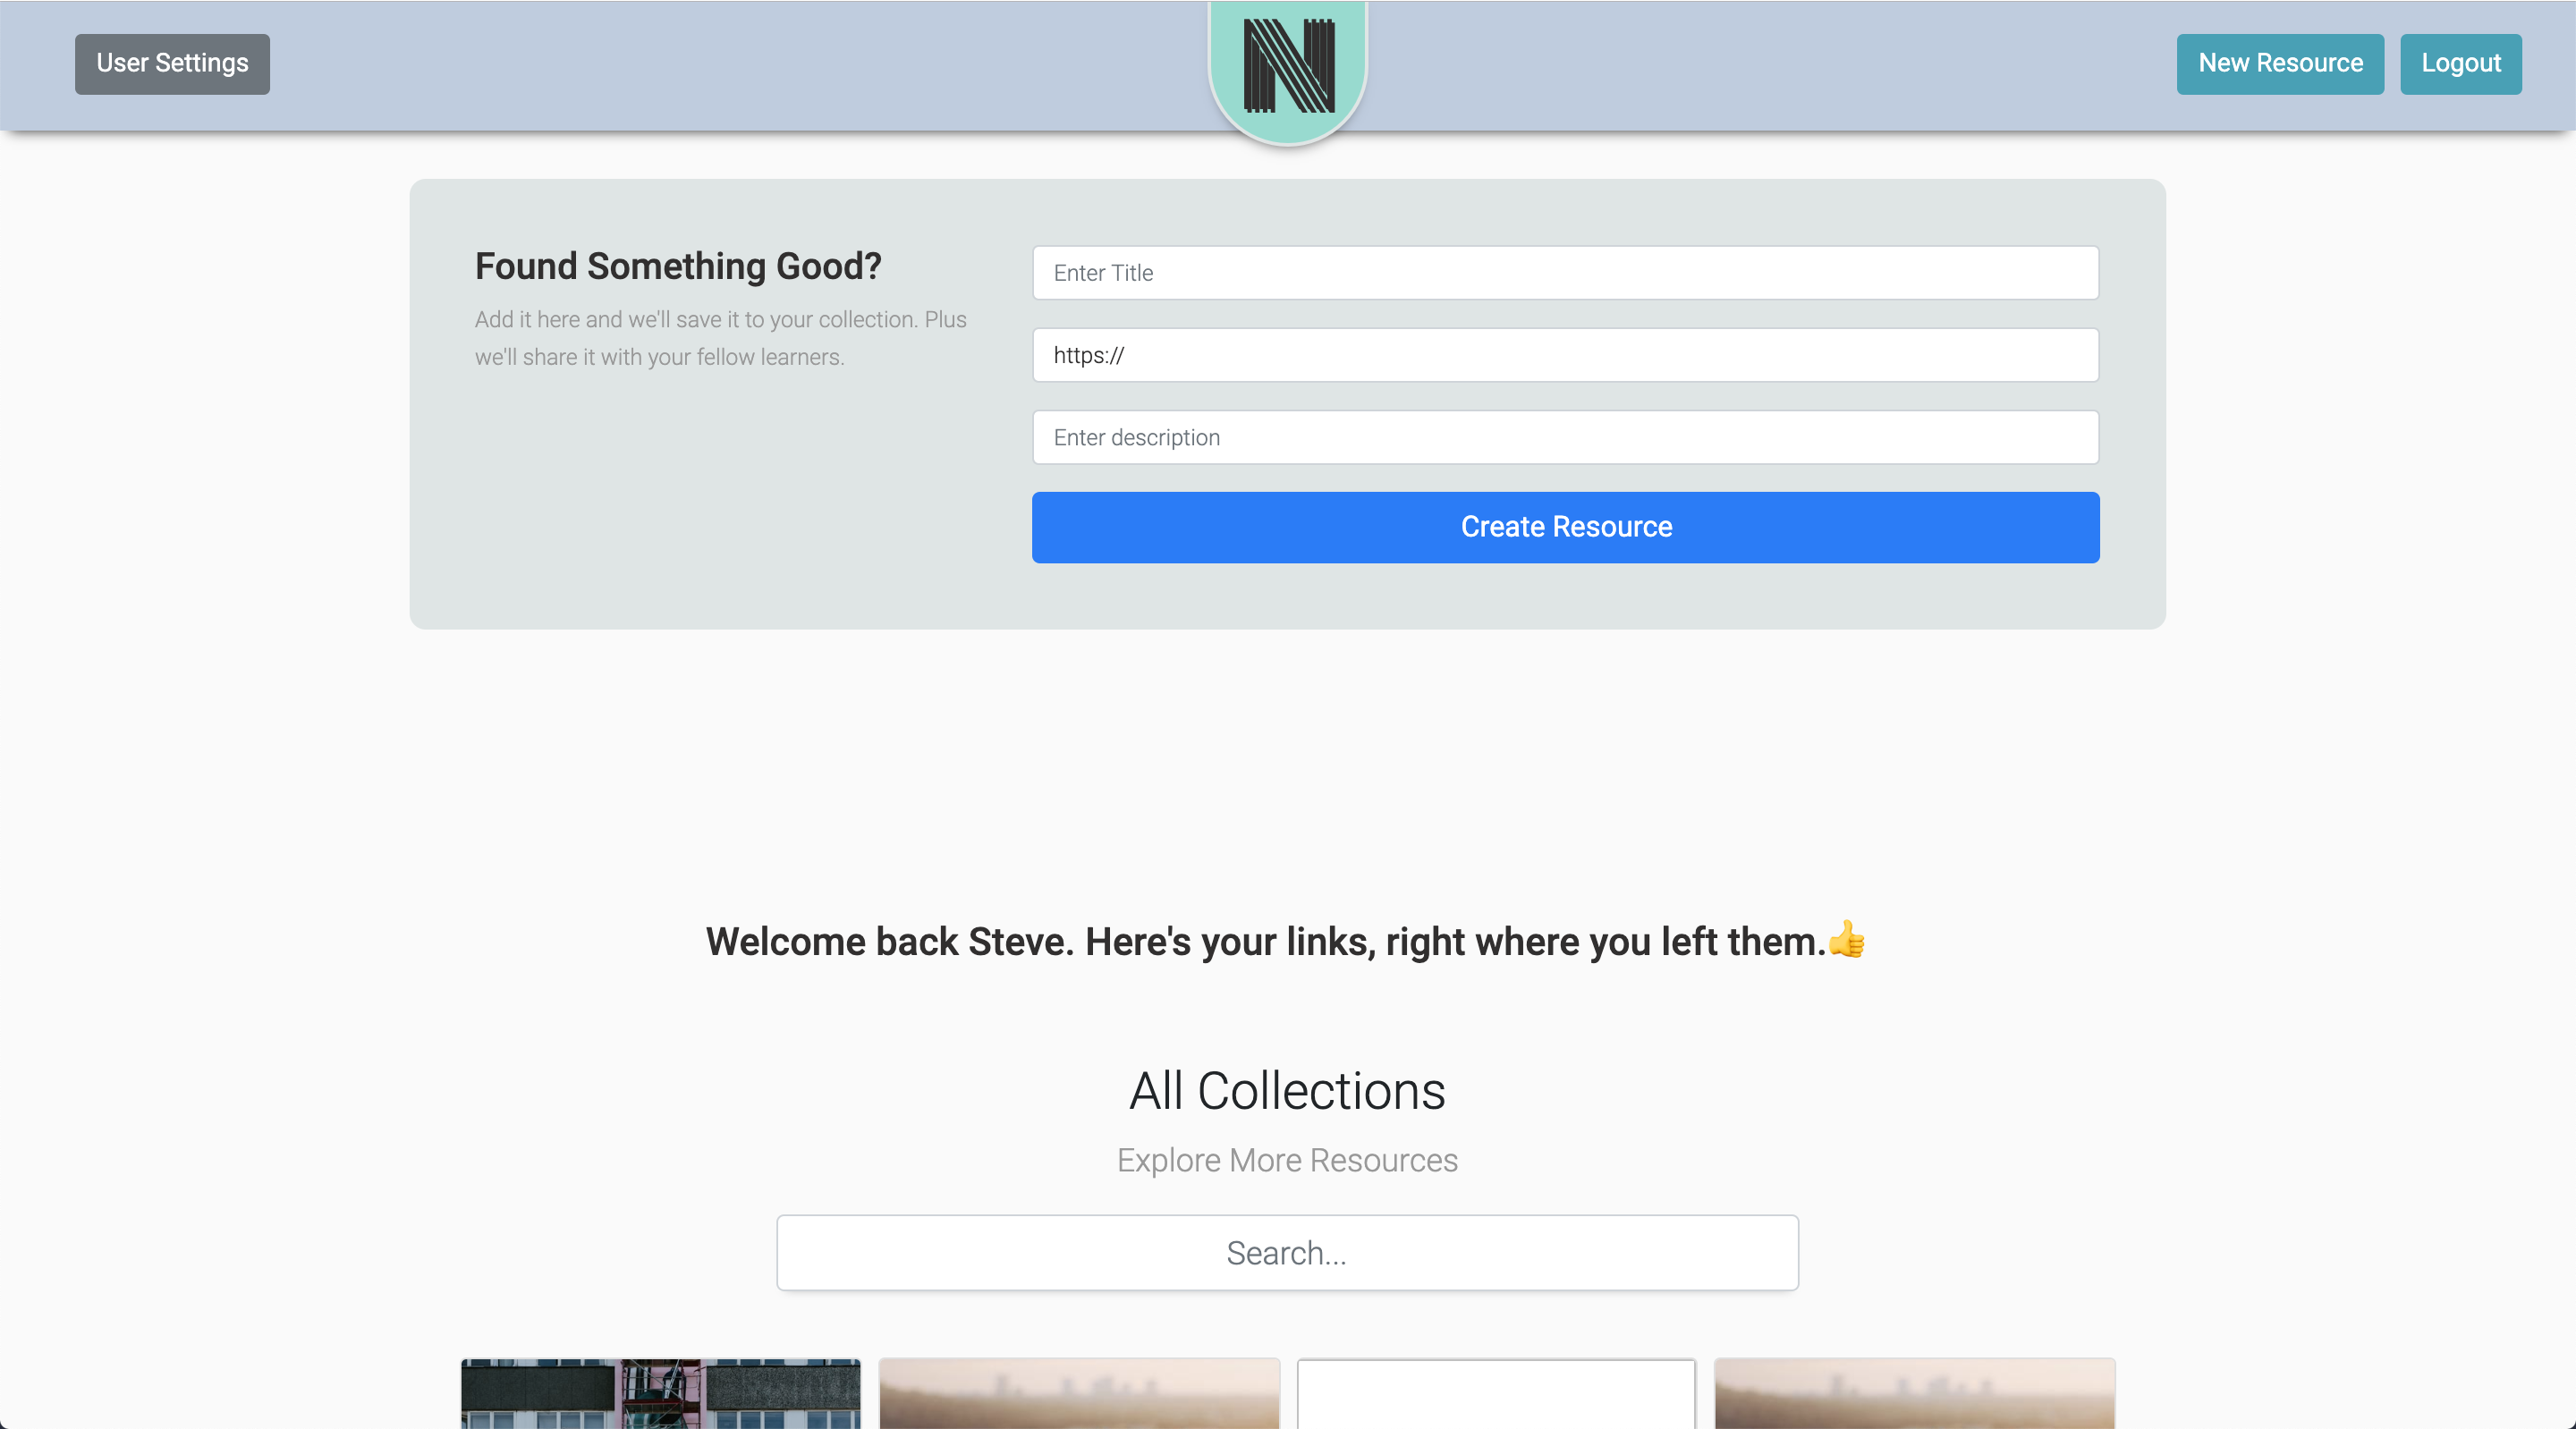 User Settings
N
New Resource
Logout
Found Something Good?
Add it here and we'll save it to your collection. Plus
we'll share it with your fellow learners.
Enter Title
https://
Enter description
Create Resource
Welcome back Steve. Here's your links, right where you left them.👍
All Collections
Explore More Resources
Search...